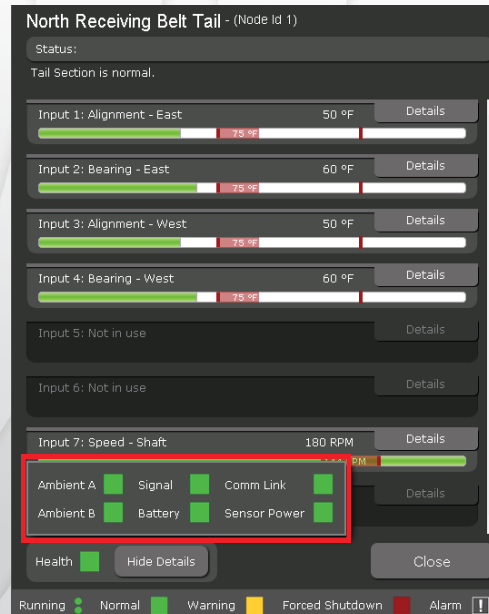 North Receiving Belt Tail - (Node Id 1)
Status:
Tail Section is normal.
Input 1: Alignment - East 50 °F Details
75 °F
Input 2: Bearing - East 60 °F Details
75 °F
Input 3: Alignment - West 50 °F Details
75 °F
Input 4: Bearing - West 60 °F Details
75 °F
Input 5: Not in use Details
Input 6: Not in use Details
Input 7: Speed - Shaft 180 RPM Details
Ambient A Signal Comm Link
Details
Ambient B Battery Sensor Power
Health Hide Details Close
Running Normal Warning Forced Shutdown Alarm !